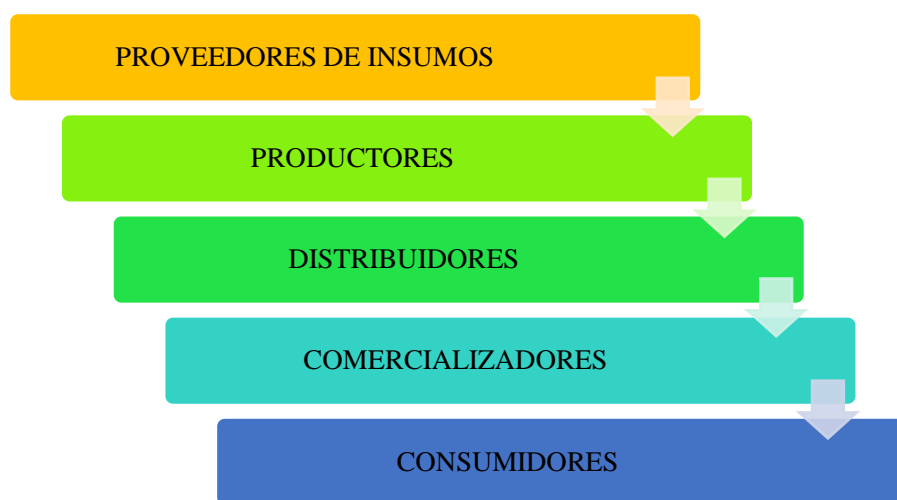 PROVEEDORES DE INSUMOS
PRODUCTORES
DISTRIBUIDORES
COMERCIALIZADORES
CONSUMIDORES